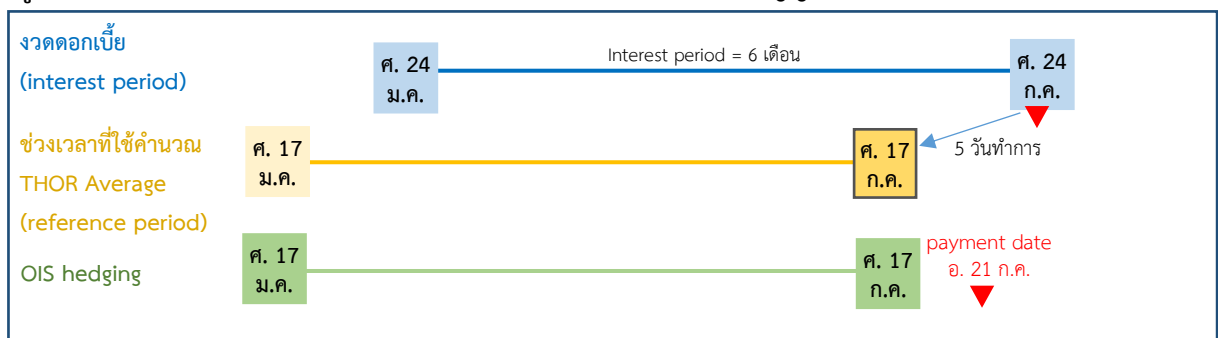 งวดดอกเบี้ย
(interest period)
ศ. 24
ม.ค.
Interest period = 6 เดือน
ศ. 24
ก.ค.
ช่วงเวลาที่ใช้คำนวณ
THOR Average
(reference period)
ศ. 17
ม.ค.
ศ. 17
ก.ค.
5 วันทำการ
OIS hedging
ศ. 17
ม.ค.
ศ. 17
ก.ค.
payment date
อ. 21 ก.ค.